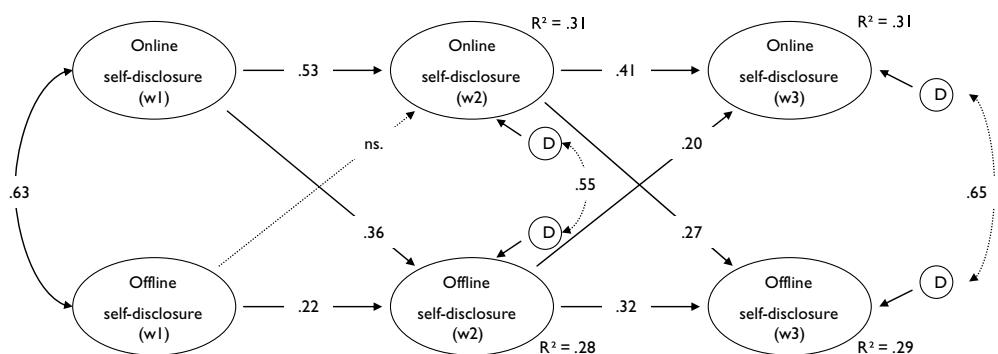 R² = .31
R² = .31
Online
self-disclosure
(w1)
.53
Online
self-disclosure
(w2)
.41
Online
self-disclosure
(w3)
D
D
ns.
.20
.63
.55
.65
.36
D
.27
D
Offline
self-disclosure
(w1)
.22
Offline
self-disclosure
(w2)
.32
Offline
self-disclosure
(w3)
R² = .28
R² = .29